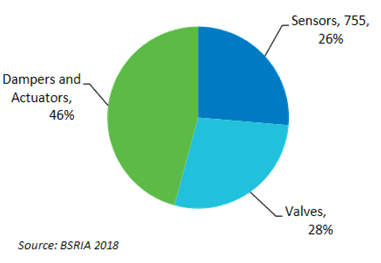 Sensors, 755,
26%
Dampers and
Actuators,
46%
Valves,
28%
Source: BSRIA 2018